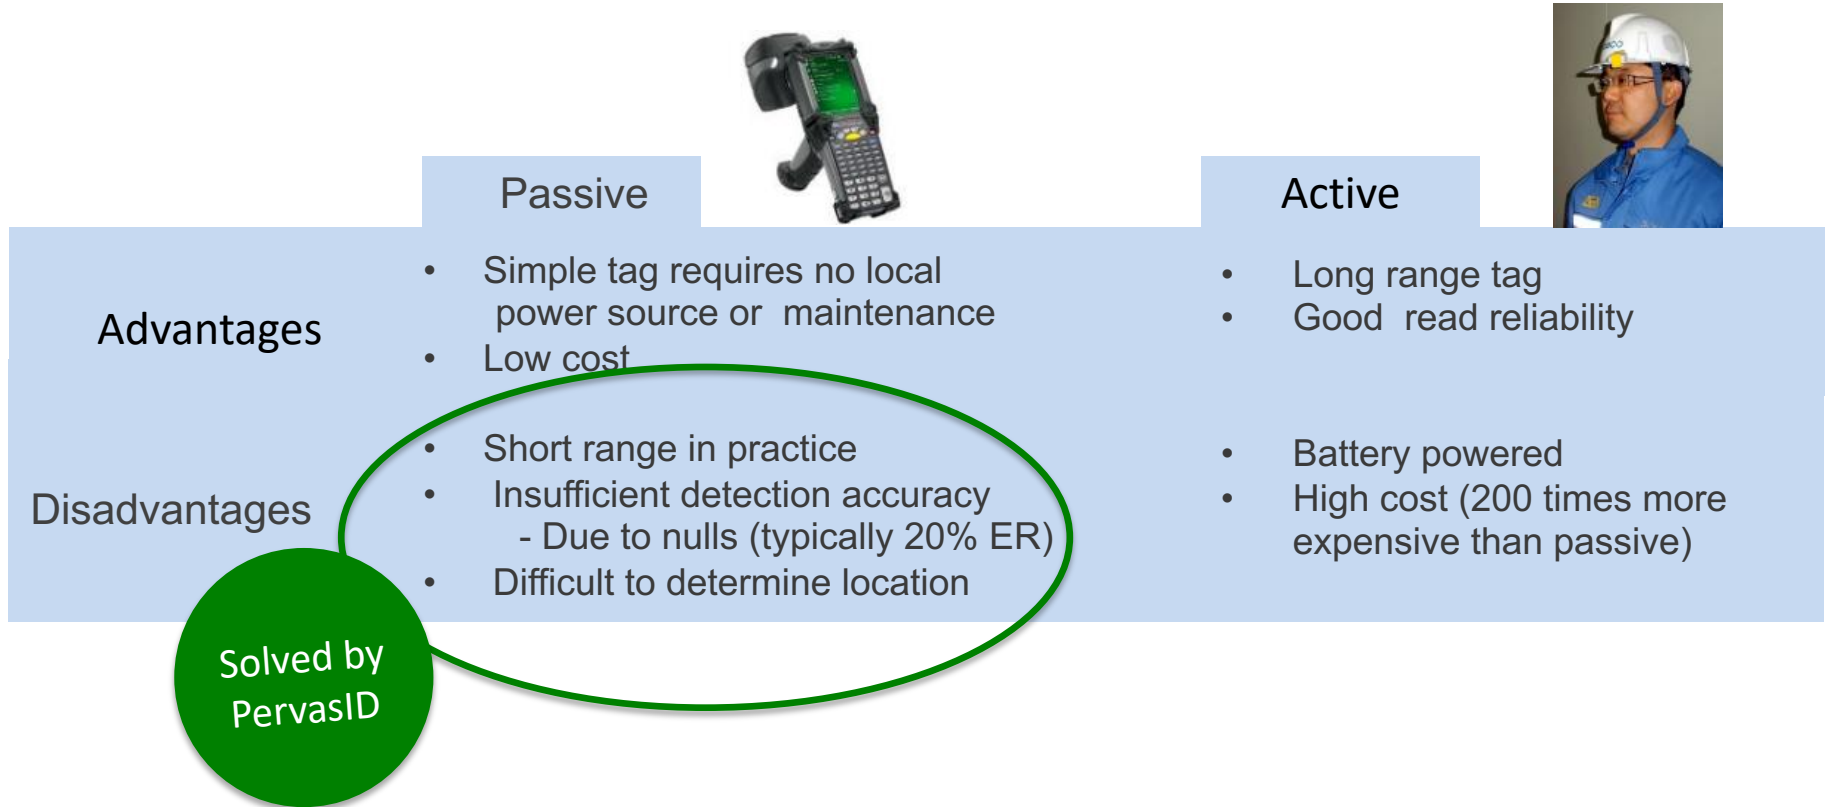 Passive
Active
Advantages
• Simple tag requires no local
power source or maintenance
• Low cost
• Long range tag
• Good read reliability
Disadvantages
• Short range in practice
• Insufficient detection accuracy
- Due to nulls (typically 20% ER)
• Difficult to determine location
• Battery powered
• High cost (200 times more
expensive than passive)
Solved by
PervasID